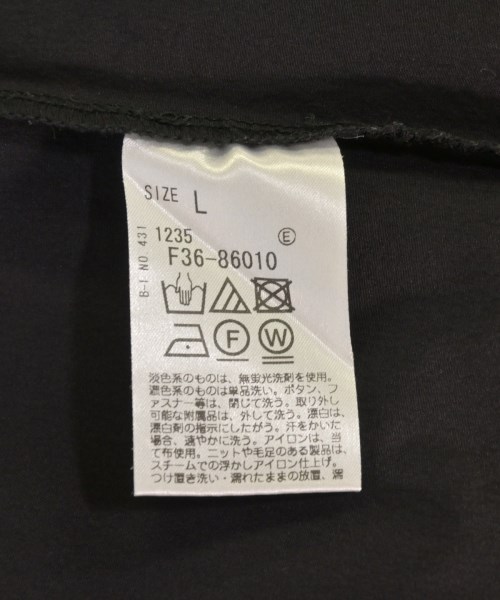 SIZE L
B-I NO. 431
1235 Ⓔ
F36-86010
F W
淡色系のものは、無蛍光洗剤を使用。
濃色系のものは単品洗い。ボタン、フ
ァスナー等は、閉じて洗う。取り外し
可能な附属品は、外して洗う。漂白は、
漂白剤の指示にしたがう。汗をかいた
場合、速やかに洗う。アイロンは、当
て布使用。ニットや毛足のある製品は、
スチームでの浮かしアイロン仕上げ。
つけ置き洗い・濡れたままの放置、濡